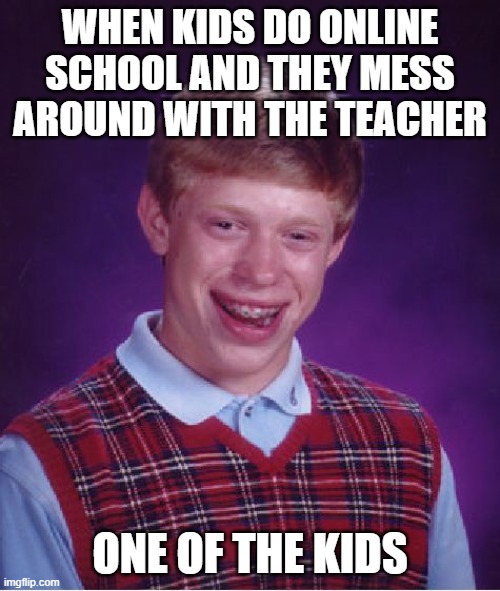 WHEN KIDS DO ONLINE
SCHOOL AND THEY MESS
AROUND WITH THE TEACHER
ONE OF THE KIDS
imgflip.com